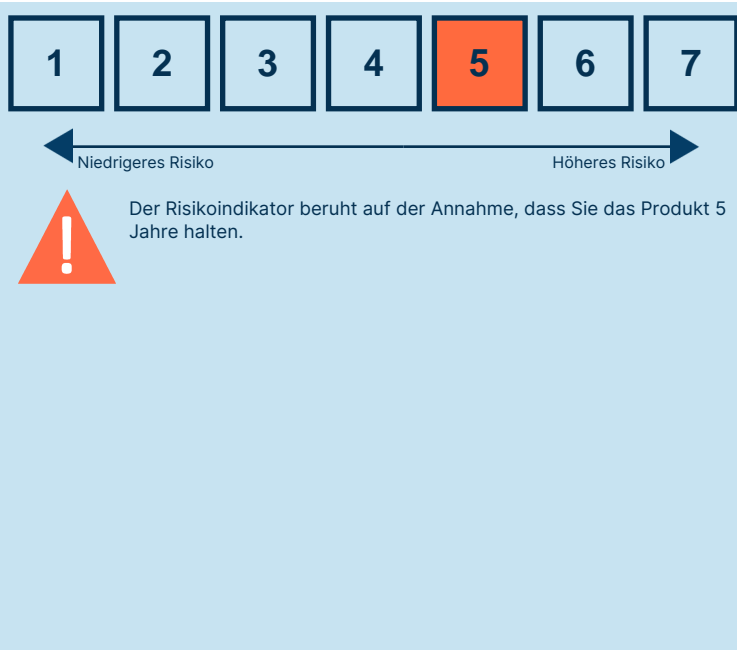 1 2 3 4 5 6 7
Niedrigeres Risiko Höheres Risiko
Der Risikoindikator beruht auf der Annahme, dass Sie das Produkt 5
Jahre halten.